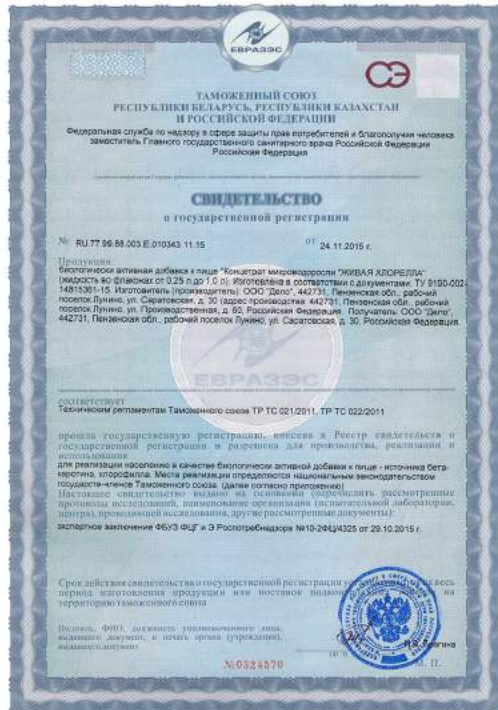 ЕВРАЗЭС
СЭ
ТАМОЖЕННЫЙ СОЮЗ
РЕСПУБЛИКИ БЕЛАРУСЬ, РЕСПУБЛИКИ КАЗАХСТАН
И РОССИЙСКОЙ ФЕДЕРАЦИИ
Федеральная служба по надзору в сфере защиты прав потребителей и благополучия человека
заместитель Главного государственного санитарного врача Российской Федерации
Российская Федерация
СВИДЕТЕЛЬСТВО
о государственной регистрации
№ RU.77.99.88.003.Е.010343.11.15 от 24.11.2015 г.
Продукция:
биологически активная добавка к пище "Концетрат микроводоросли "ЖИВАЯ ХЛОРЕЛЛА"
(жидкость во флаконах от 0,25 л до 1,0 л). Изготовлена в соответствии с документами: ТУ 9190-002-
14815361-15. Изготовитель (производитель): ООО "Дело", 442731, Пензенская обл., рабочий
поселок Лунино, ул. Саратовская, д. 30 (адрес производства: 442731, Пензенская обл., рабочий
поселок Лунино, ул. Производственная, д. 60, Российская Федерация. Получатель: ООО "Дело",
442731, Пензенская обл., рабочий поселок Лунино, ул. Саратовская, д. 30, Российская Федерация.
ЕВРАЗЭС
соответствует
Техническим регламентам Таможенного союза ТР ТС 021/2011, ТР ТС 022/2011
прошла государственную регистрацию, внесена в Реестр свидетельств о
государственной регистрации и разрешена для производства, реализации и
использования
для реализации населению в качестве биологически активной добавки к пище - источника бета-
каротина, хлорофилла. Места реализации определяются национальным законодательством
государств-членов Таможенного союза. (далее согласно приложению)
Настоящее свидетельство выдано на основании (перечислить рассмотренные
протоколы исследований, наименование организации (испытательной лаборатории,
центра), проводившей исследования, другие рассмотренные документы):
экспертное заключение ФБУЗ ФЦГ и Э Роспотребнадзора №10-2ФЦ/4325 от 29.10.2015 г.
Срок действия свидетельства о государственной регистрации на весь
период изготовления продукции или поставок на
территорию таможенного союза
Подпись, ФИО, должность уполномоченного лица,
выдавшего документ, и печать органа (учреждения),
выдавшего документ
№0324570
М. П.